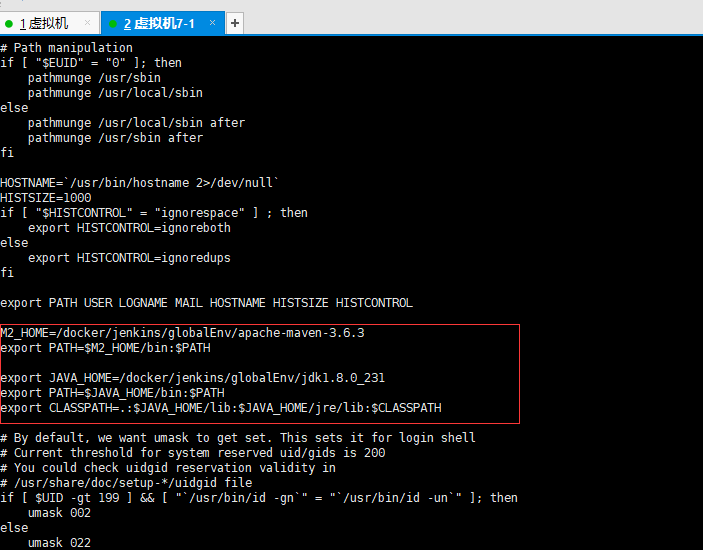 1 虚拟机 ×
2 虚拟机7-1 ×
+
# Path manipulation
if [ "$EUID" = "0" ]; then
    pathmunge /usr/sbin
    pathmunge /usr/local/sbin
else
    pathmunge /usr/local/sbin after
    pathmunge /usr/sbin after
fi

HOSTNAME=`/usr/bin/hostname 2>/dev/null`
HISTSIZE=1000
if [ "$HISTCONTROL" = "ignorespace" ] ; then
    export HISTCONTROL=ignoreboth
else
    export HISTCONTROL=ignoredups
fi

export PATH USER LOGNAME MAIL HOSTNAME HISTSIZE HISTCONTROL

M2_HOME=/docker/jenkins/globalEnv/apache-maven-3.6.3
export PATH=$M2_HOME/bin:$PATH

export JAVA_HOME=/docker/jenkins/globalEnv/jdk1.8.0_231
export PATH=$JAVA_HOME/bin:$PATH
export CLASSPATH=.:$JAVA_HOME/lib:$JAVA_HOME/jre/lib:$CLASSPATH

# By default, we want umask to get set. This sets it for login shell
# Current threshold for system reserved uid/gids is 200
# You could check uidgid reservation validity in
# /usr/share/doc/setup-*/uidgid file
if [ $UID -gt 199 ] && [ "`/usr/bin/id -gn`" = "`/usr/bin/id -un`" ]; then
    umask 002
else
    umask 022